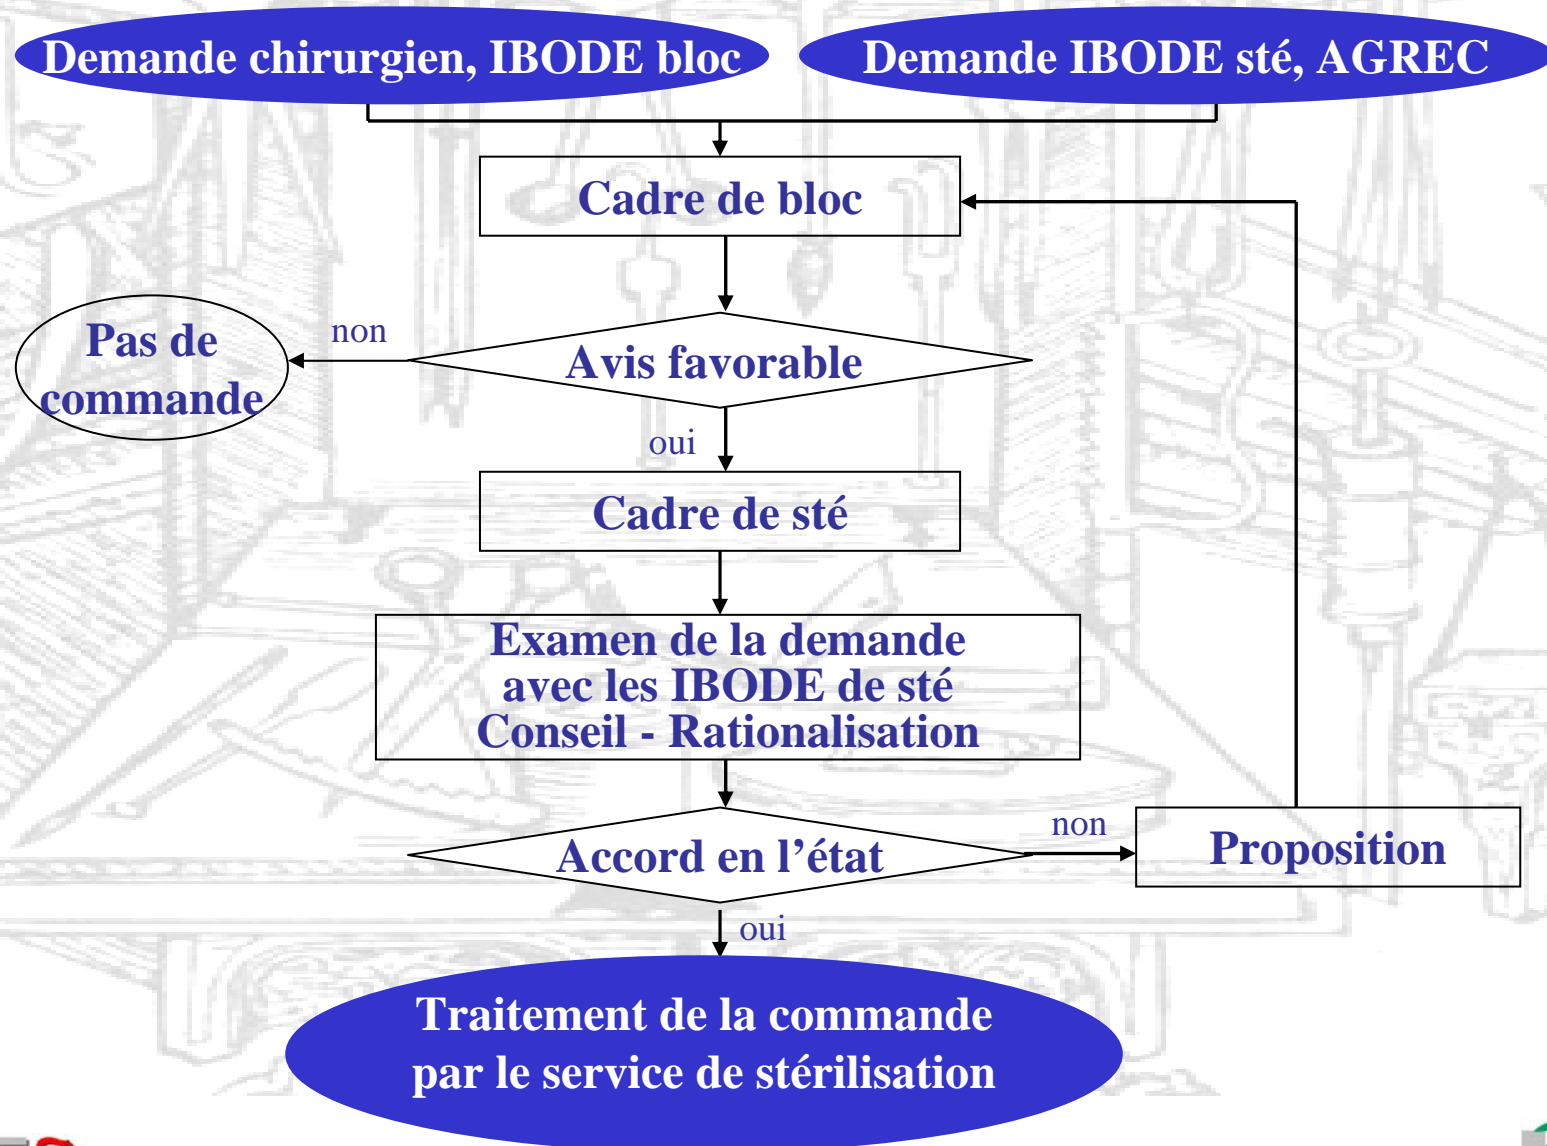 Demande chirurgien, IBODE bloc
Demande IBODE sté, AGREC
Cadre de bloc
Avis favorable
non
Pas de
commande
oui
Cadre de sté
Examen de la demande
avec les IBODE de sté
Conseil - Rationalisation
Accord en l’état
non
Proposition
oui
Traitement de la commande
par le service de stérilisation